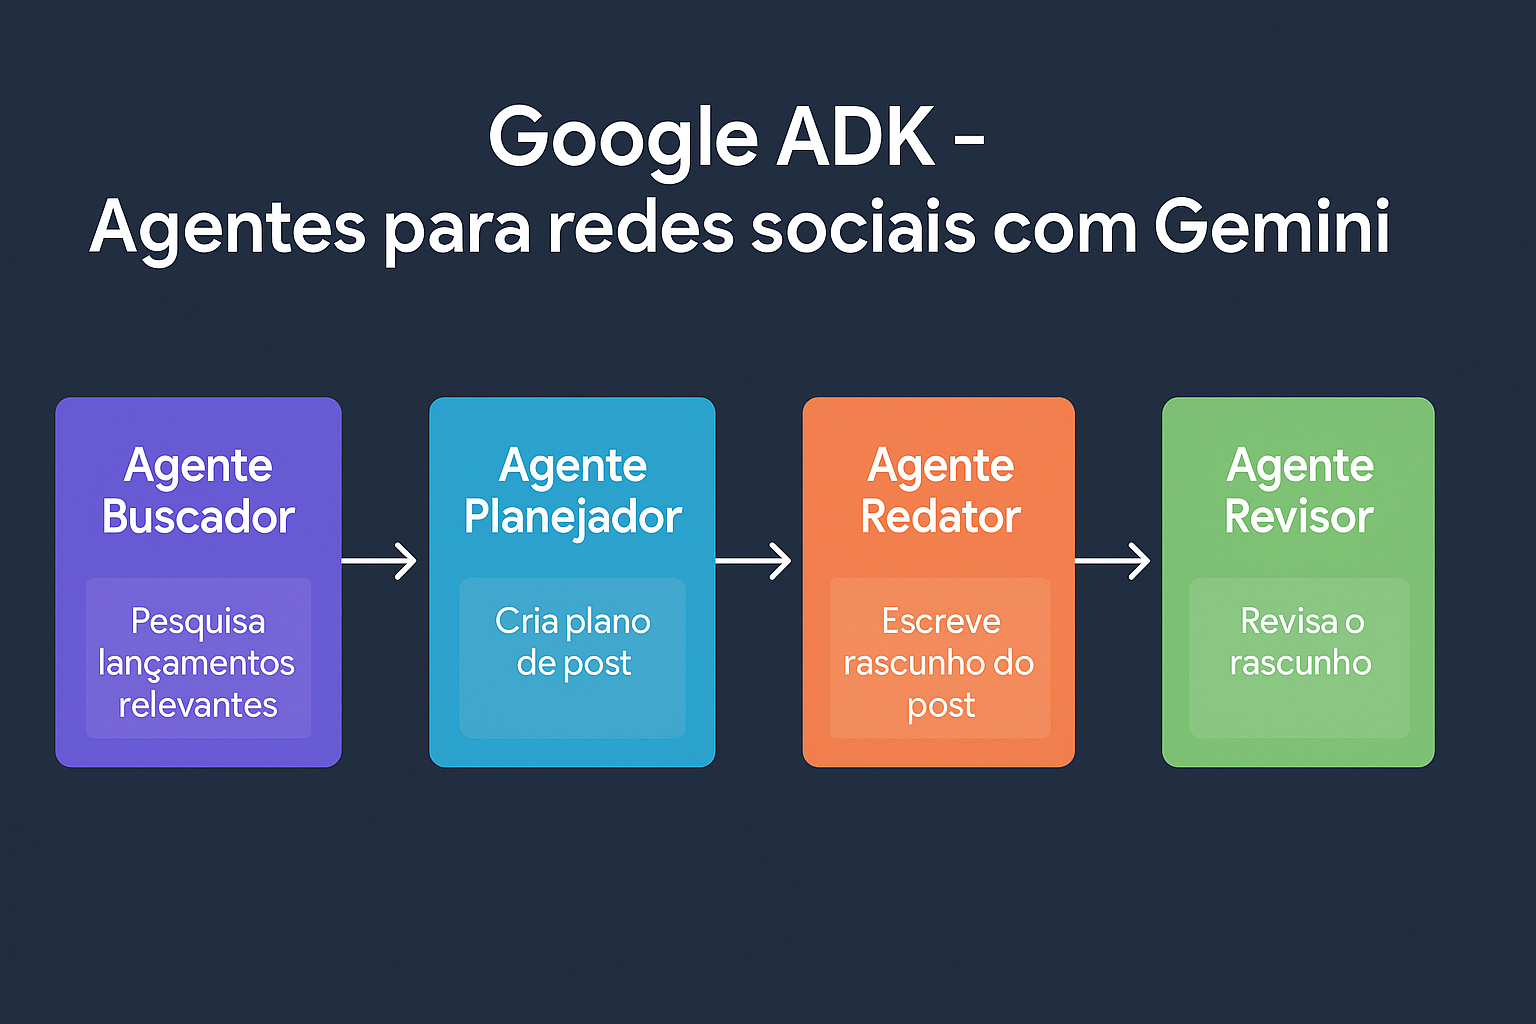 Google ADK –
Agentes para redes sociais com Gemini
Agente
Buscador
Pesquisa
lançamentos
relevantes
Agente
Planejador
Cria plano
de post
Agente
Redator
Escreve
rascunho do
post
Agente
Revisor
Revisa o
rascunho